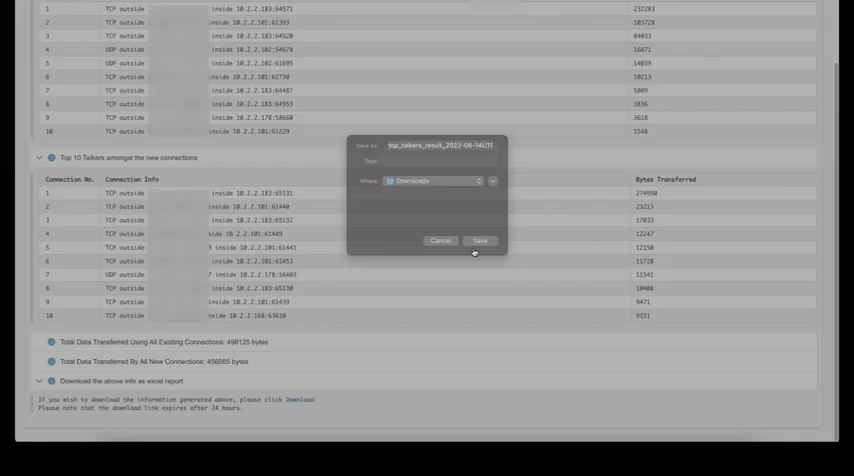 1 TCP outside inside 10.2.2.183:64571 232283
2 TCP outside inside 10.2.2.101:61393 103728
3 TCP outside inside 10.2.2.183:64520 84033
4 UDP outside inside 10.2.2.102:54678 16871
5 UDP outside inside 10.2.2.102:61695 14039
6 TCP outside inside 10.2.2.101:62730 10213
7 TCP outside inside 10.2.2.183:64487 5809
8 TCP outside inside 10.2.2.183:64553 3836
9 TCP outside inside 10.2.2.178:58660 3618
10 TCP outside inside 10.2.2.101:61229 1548
Save As: top_talkers_result_2023-06-14UTC
Top 10 Talkers amongst the new connections
Tags:
Connection No. Connection Info Where: Downloads Bytes Transferred
1 TCP outside inside 10.2.2.183:65131 274950
2 TCP outside inside 10.2.2.101:61440 23213
3 TCP outside inside 10.2.2.183:65132 17033
4 TCP outside side 10.2.2.101:61449 12247
Cancel Save
5 TCP outside 3 inside 10.2.2.101:61441 12150
6 TCP outside inside 10.2.2.101:61453 11728
7 UDP outside 7 inside 10.2.2.178:16403 11541
8 TCP outside nside 10.2.2.183:65130 10408
9 TCP outside nside 10.2.2.101:61439 9471
10 TCP outside nside 10.2.2.168:63610 9151
Total Data Transferred Using All Existing Connections: 498125 bytes
Total Data Transferred By All New Connections: 456085 bytes
Download the above info as excel report
If you wish to download the information generated above, please click Download
Please note that the download link expires after 24 hours.